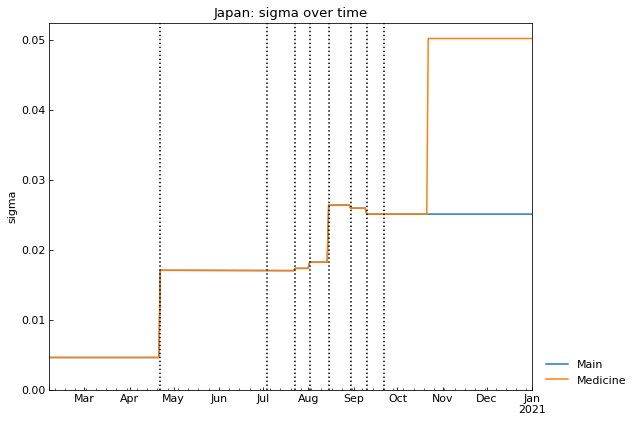 Japan: sigma over time
0.05
0.04
0.03
0.02
0.01
0.00
sigma
Mar Apr May Jun Jul Aug Sep Oct Nov Dec Jan
2021
Main
Medicine